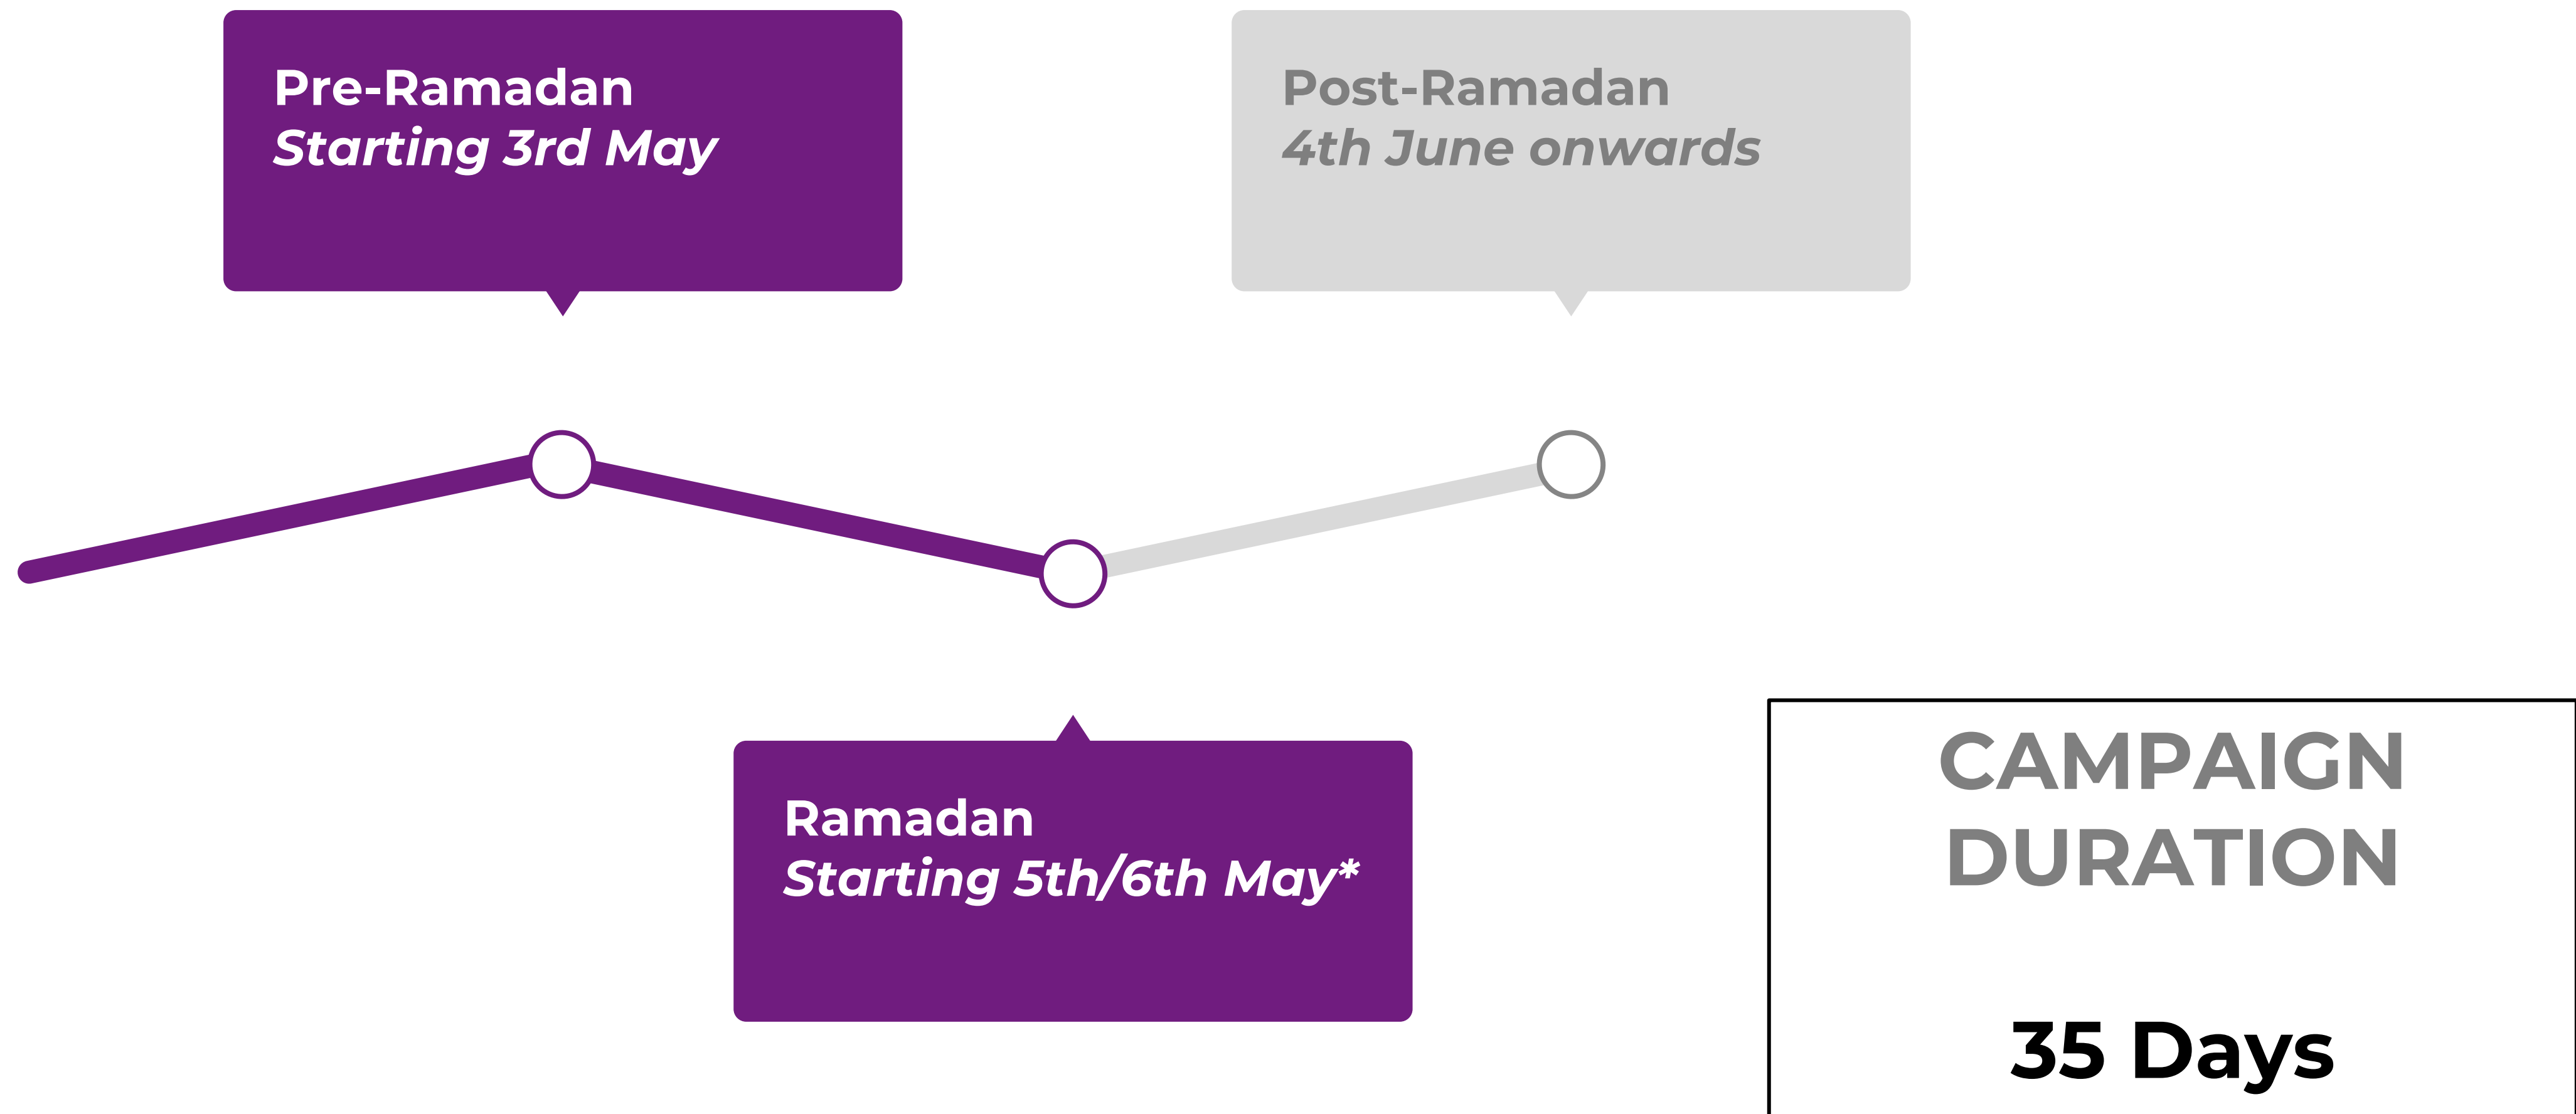 Pre-Ramadan
Starting 3rd May
Post-Ramadan
4th June onwards
Ramadan
Starting 5th/6th May*
CAMPAIGN
DURATION
35 Days